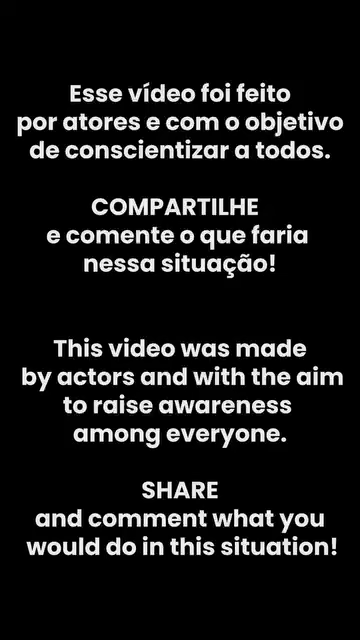 Esse vídeo foi feito
por atores e com o objetivo
de conscientizar a todos.
COMPARTILHE
e comente o que faria
nessa situação!
This video was made
by actors and with the aim
to raise awareness
among everyone.
SHARE
and comment what you
would do in this situation!